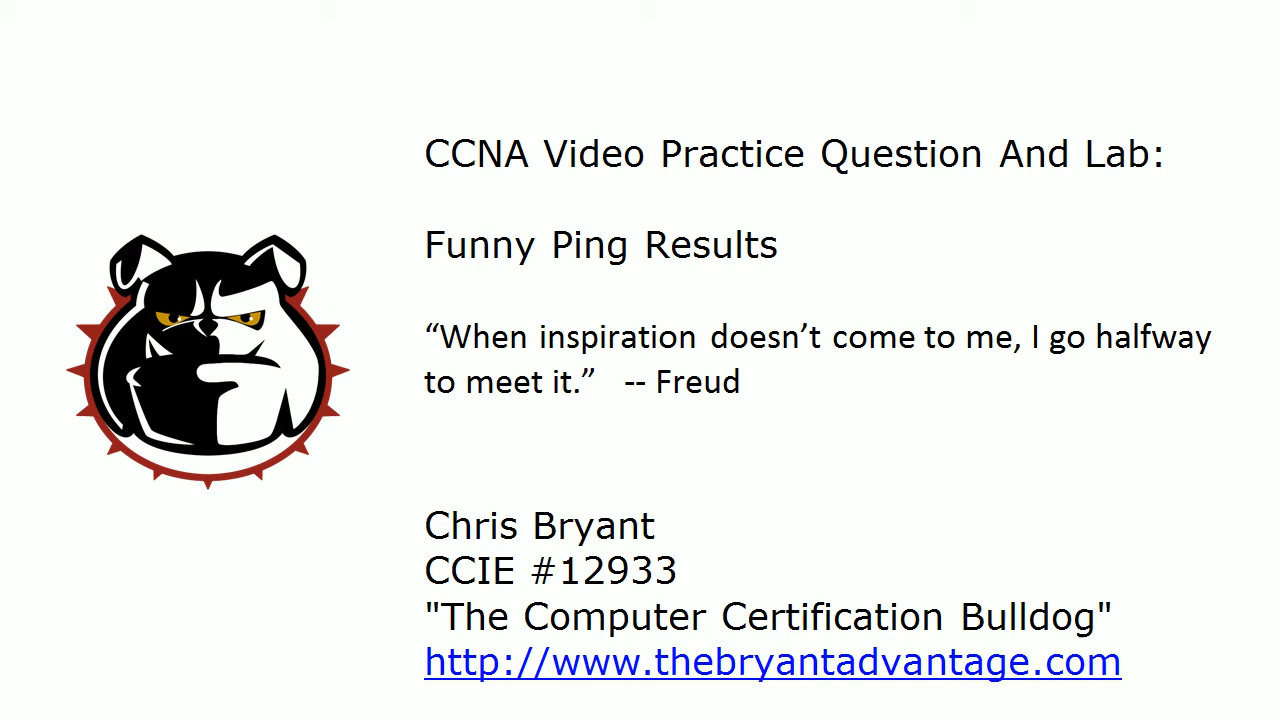 CCNA Video Practice Question And Lab:
Funny Ping Results
“When inspiration doesn’t come to me, I go halfway
to meet it.”   -- Freud
Chris Bryant
CCIE #12933
"The Computer Certification Bulldog"
http://www.thebryantadvantage.com